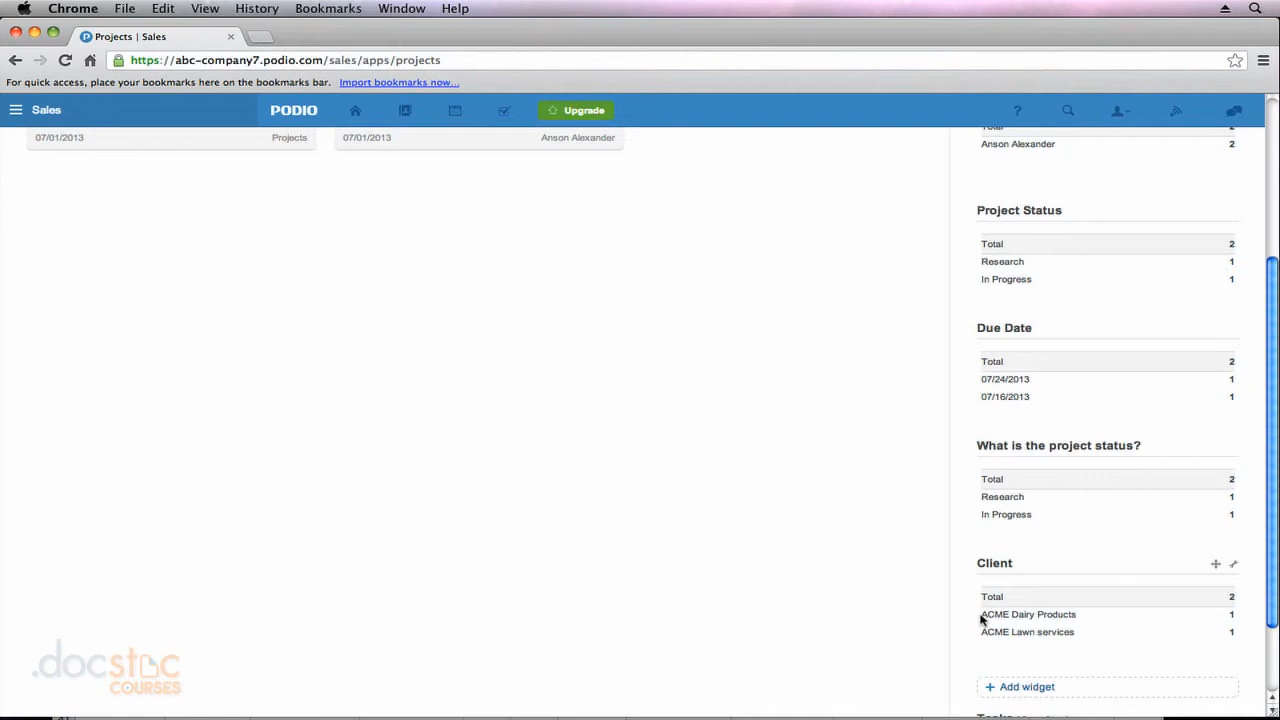 Chrome File Edit View History Bookmarks Window Help
Projects | Sales
https://abc-company7.podio.com/sales/apps/projects
For quick access, place your bookmarks here on the bookmarks bar. Import bookmarks now...
Sales PODIO Upgrade ?
Total 2
07/01/2013 Projects 07/01/2013 Anson Alexander
Anson Alexander 2
Project Status
Total 2
Research 1
In Progress 1
Due Date
Total 2
07/24/2013 1
07/16/2013 1
What is the project status?
Total 2
Research 1
In Progress 1
Client
Total 2
ACME Dairy Products 1
ACME Lawn services 1
+ Add widget
.docstoc
COURSES